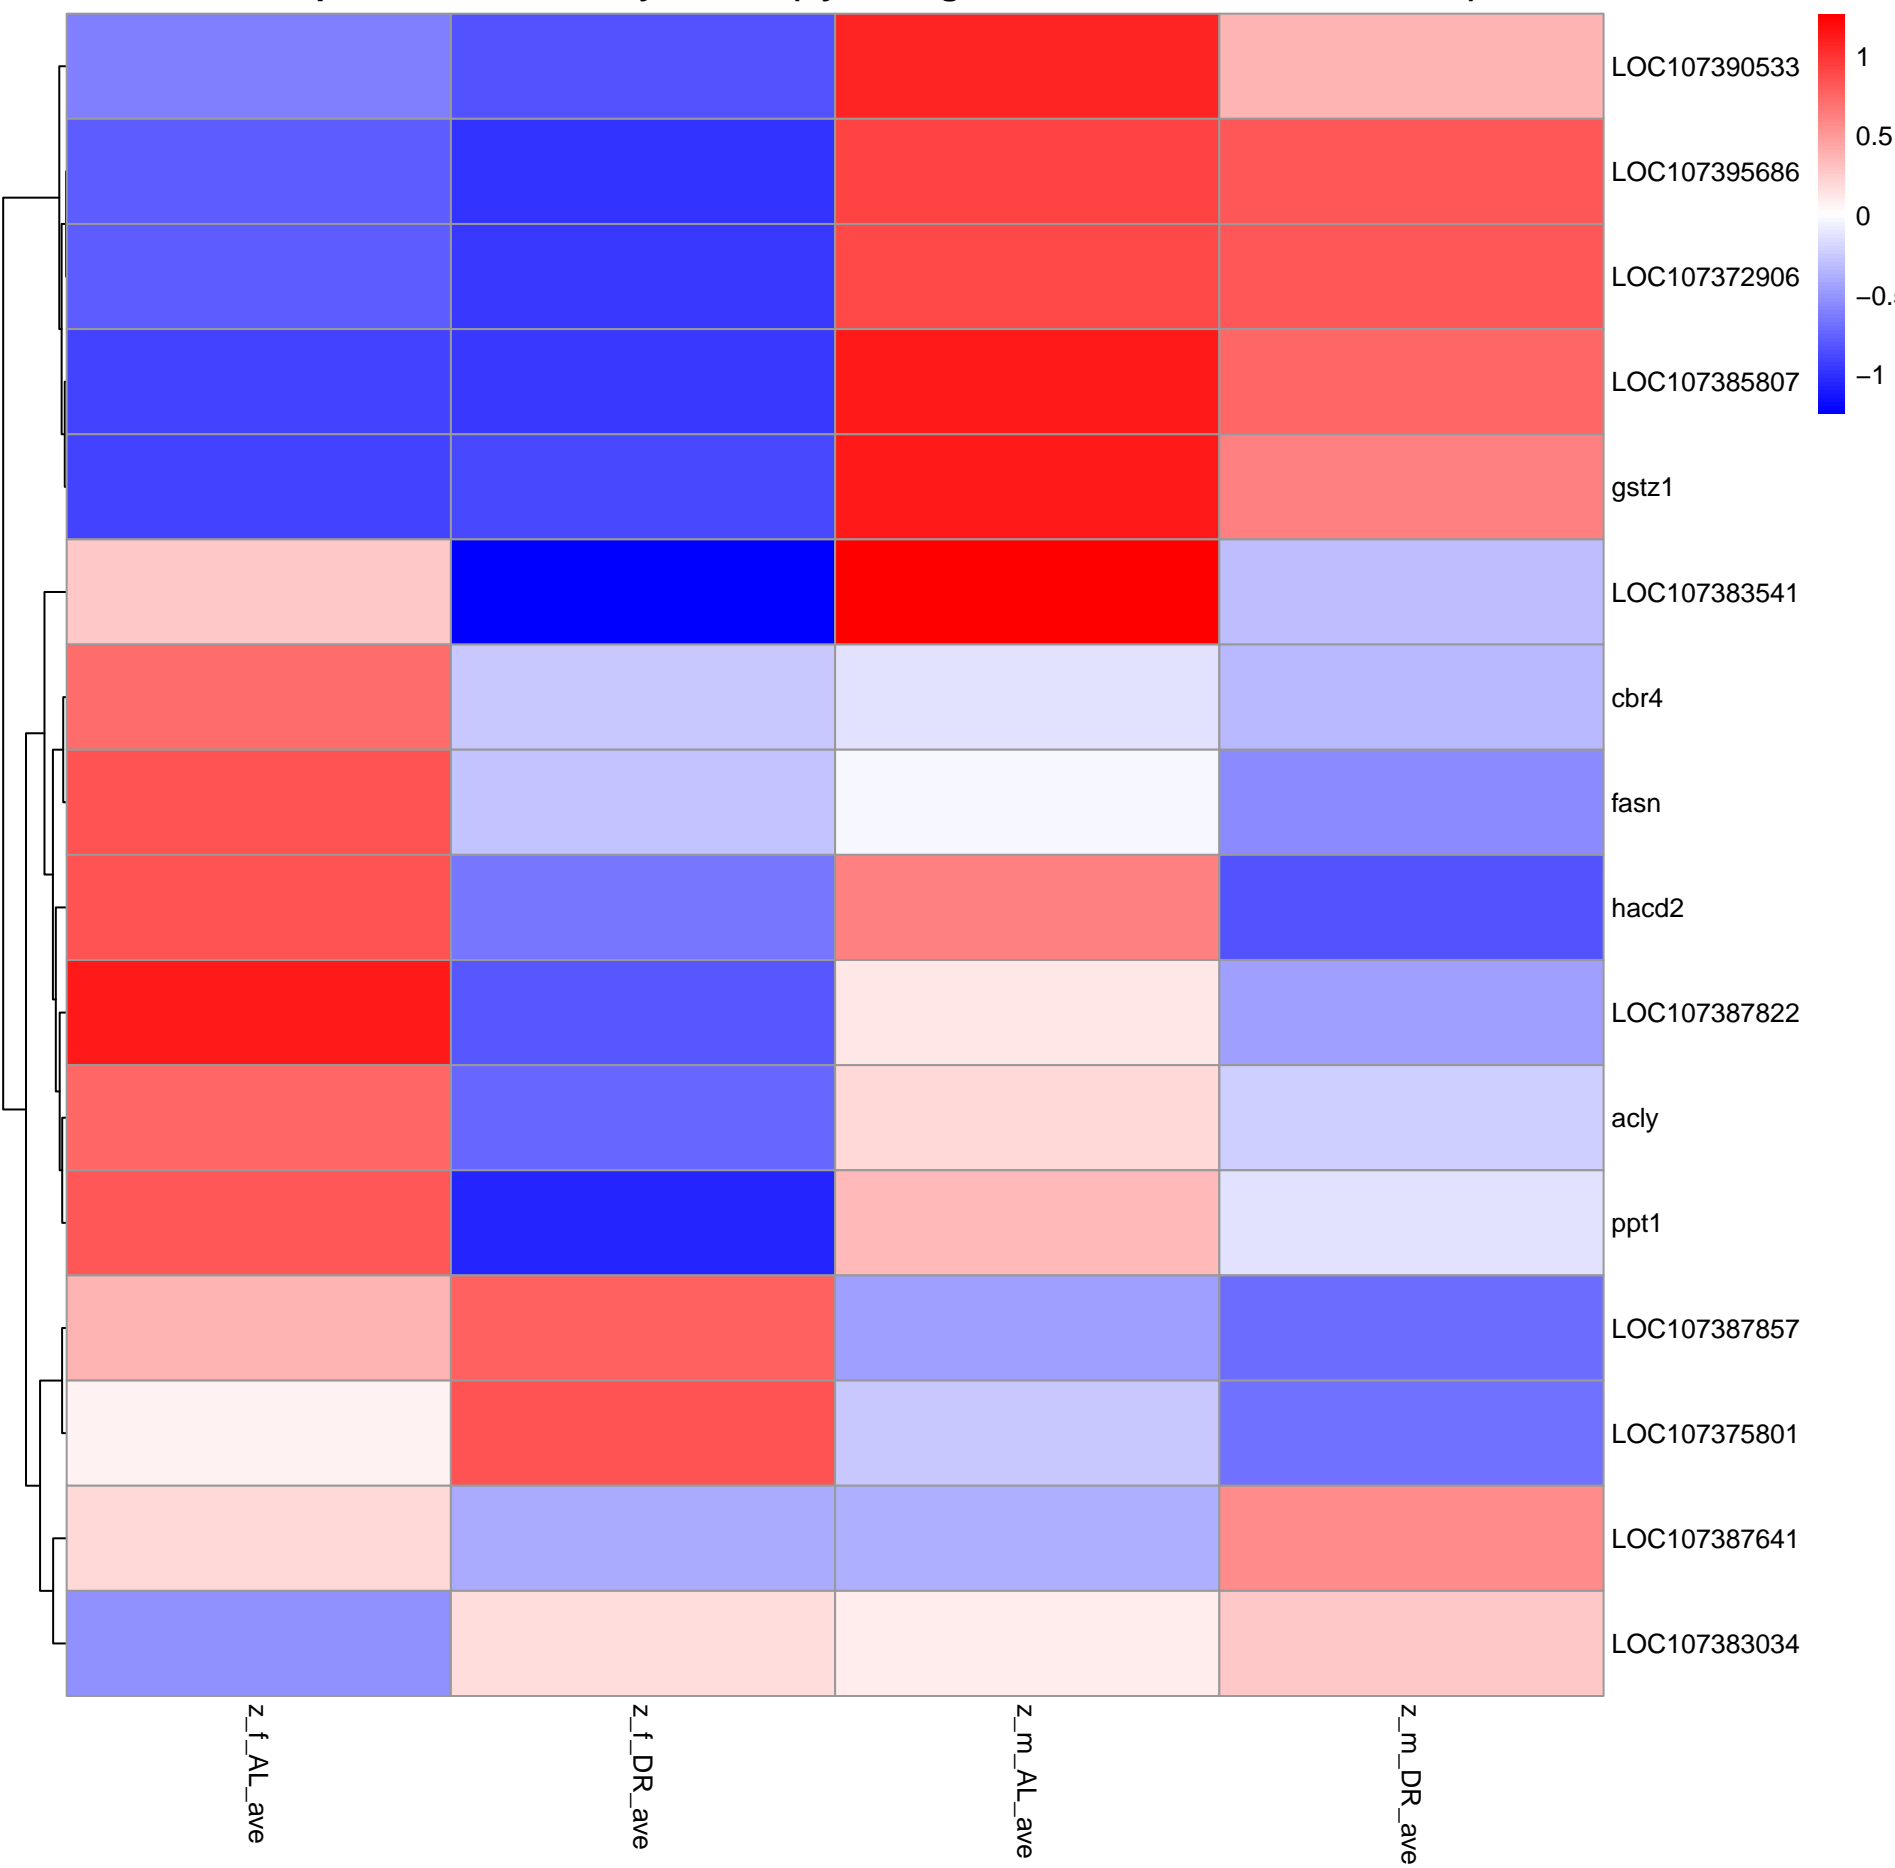 1
0.5
0
−1
LOC107390533
LOC107395686
LOC107372906
LOC107385807
gstz1
LOC107383541
cbr4
fasn
hacd2
LOC107387822
acly
ppt1
LOC107387857
LOC107375801
LOC107387641
LOC107383034
z_f_AL_ave
z_f_DR_ave
z_m_AL_ave
z_m_DR_ave